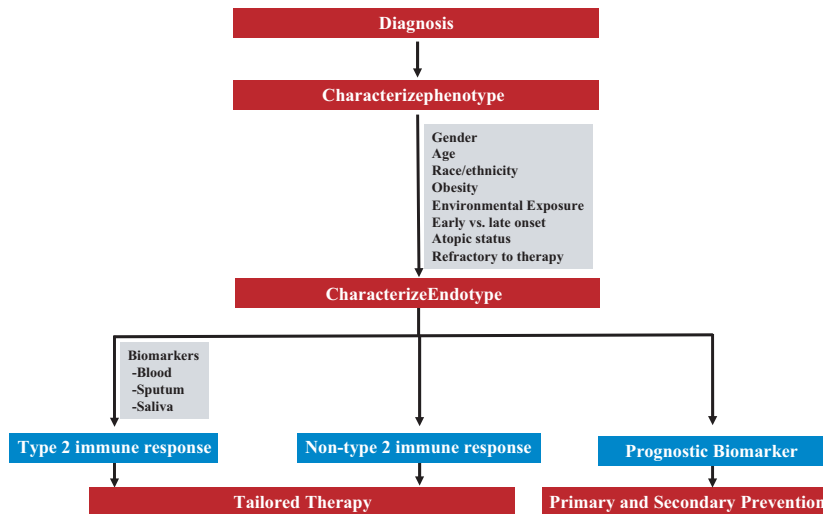 Diagnosis
Characterizephenotype
Gender
Age
Race/ethnicity
Obesity
Environmental Exposure
Early vs. late onset
Atopic status
Refractory to therapy
CharacterizeEndotype
Biomarkers
-Blood
-Sputum
-Saliva
Type 2 immune response
Non-type 2 immune response
Prognostic Biomarker
Tailored Therapy
Primary and Secondary Prevention